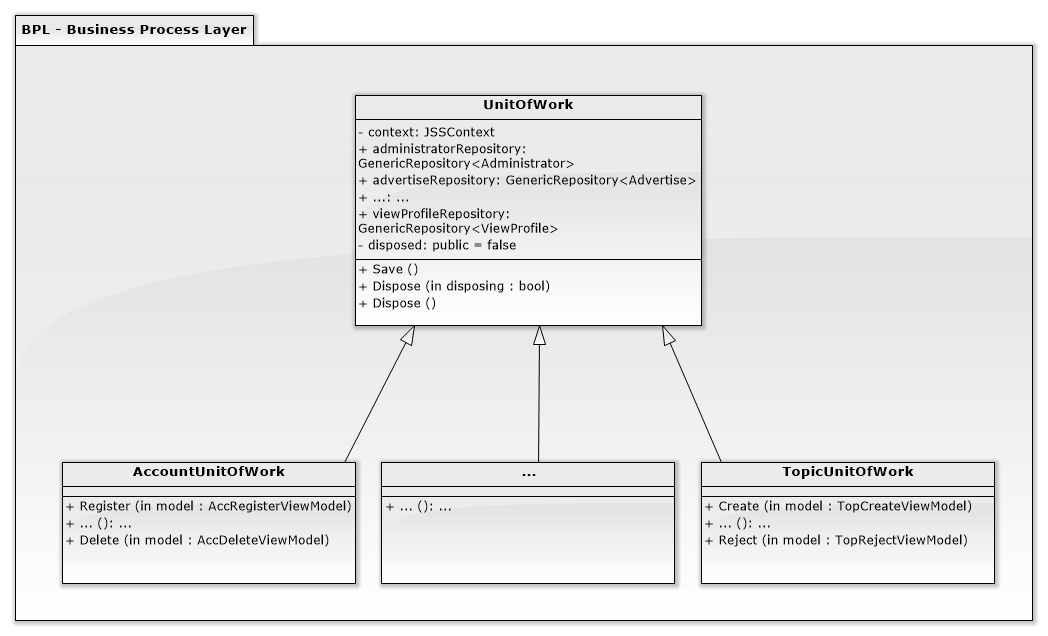 BPL - Business Process Layer
UnitOfWork
- context: JSSContext
+ administratorRepository:
GenericRepository<Administrator>
+ advertiseRepository: GenericRepository<Advertise>
+ ...: ...
+ viewProfileRepository:
GenericRepository<ViewProfile>
- disposed: public = false
+ Save ()
+ Dispose (in disposing : bool)
+ Dispose ()
AccountUnitOfWork
+ Register (in model : AccRegisterViewModel)
+ ... (): ...
+ Delete (in model : AccDeleteViewModel)
...
+ ... (): ...
TopicUnitOfWork
+ Create (in model : TopCreateViewModel)
+ ... (): ...
+ Reject (in model : TopRejectViewModel)